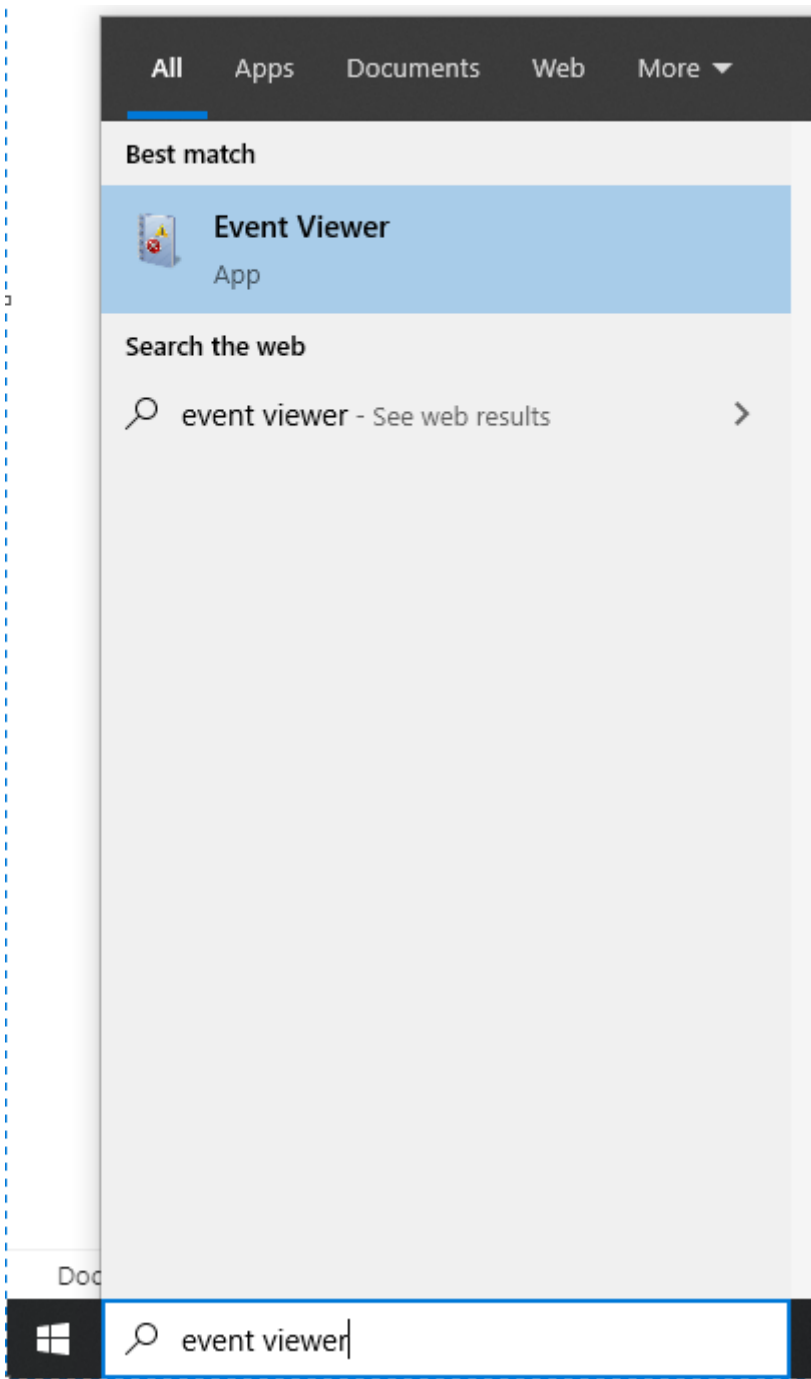 All Apps Documents Web More
Best match
Event Viewer
App
Search the web
event viewer - See web results
Doc
event viewer